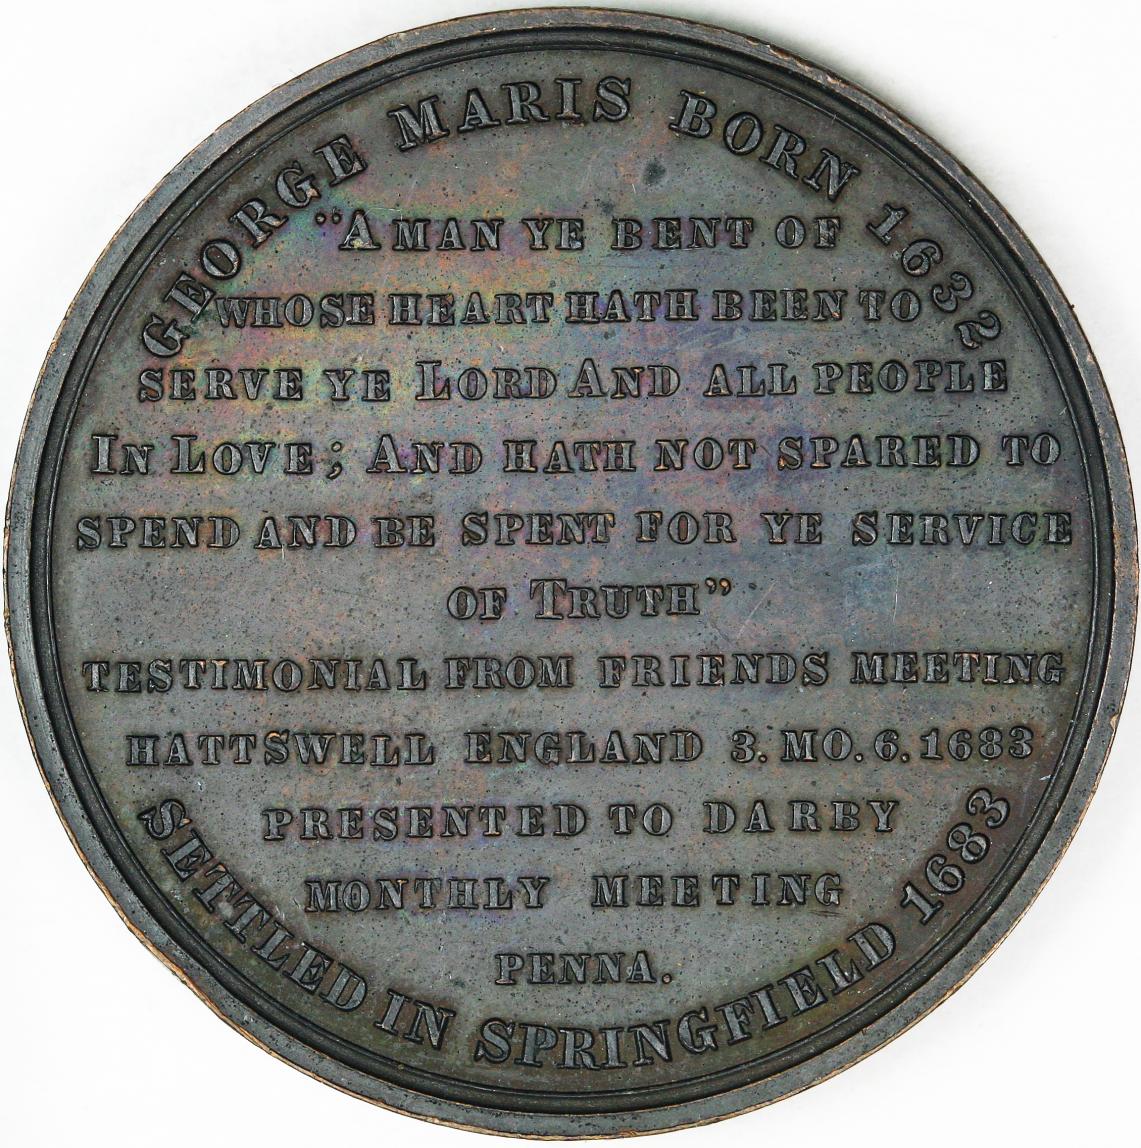 GEORGE MARIS BORN 1632
"A MAN YE BENT OF
WHOSE HEART HATH BEEN TO
SERVE YE LORD AND ALL PEOPLE
IN LOVE; AND HATH NOT SPARED TO
SPEND AND BE SPENT FOR YE SERVICE
OF TRUTH"
TESTIMONIAL FROM FRIENDS MEETING
HATTSWELL ENGLAND 3. MO. 6. 1683
PRESENTED TO DARBY
MONTHLY MEETING
PENNA.
SETTLED IN SPRINGFIELD 1683